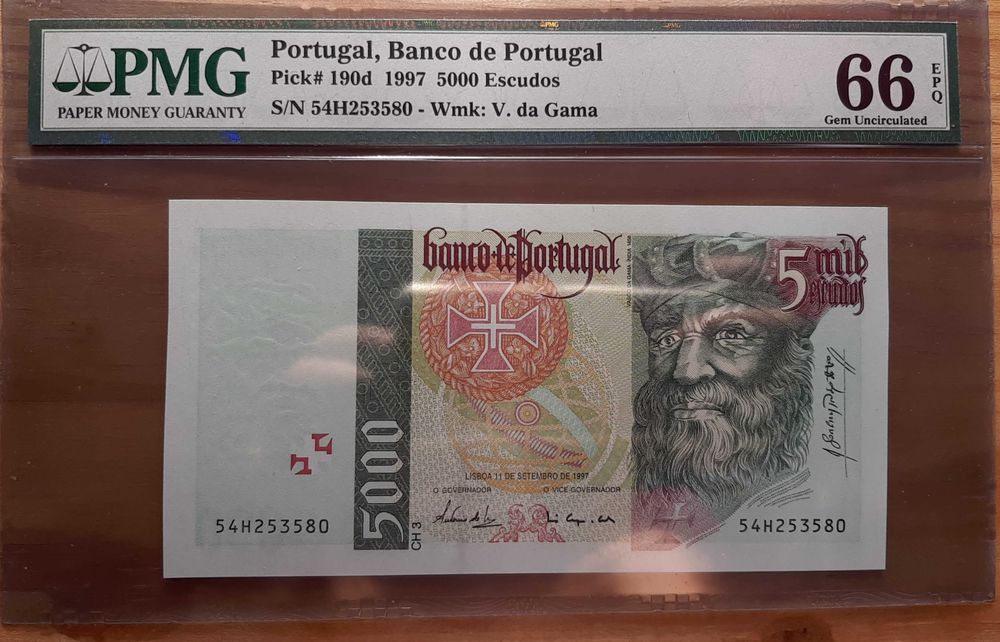 PMG
PAPER MONEY GUARANTY
Portugal, Banco de Portugal
Pick# 190d 1997 5000 Escudos
S/N 54H253580 - Wmk: V. da Gama
66
EPQ
Gem Uncirculated
banco de Portugal
5 mil
escudos
LISBOA 11 DE SETEMBRO DE 1997
O GOVERNADOR
O VICE-GOVERNADOR
5000
CH 3
54H253580
54H253580